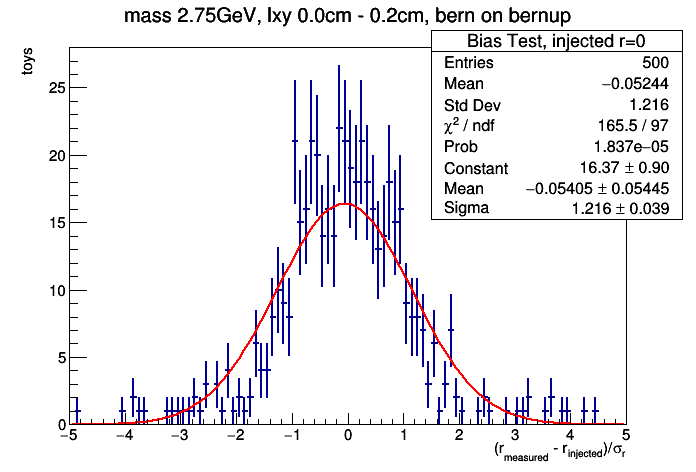 mass 2.75GeV, lxy 0.0cm - 0.2cm, bern on bernup
toys
Bias Test, injected r=0
Entries 500
Mean −0.05244
Std Dev 1.216
χ² / ndf 165.5 / 97
Prob 1.837e−05
Constant 16.37 ± 0.90
Mean −0.05405 ± 0.05445
Sigma 1.216 ± 0.039
25
20
15
10
5
0
−5 −4 −3 −2 −1 0 1 2 3 4 5
(r_measured - r_injected)/σ_r